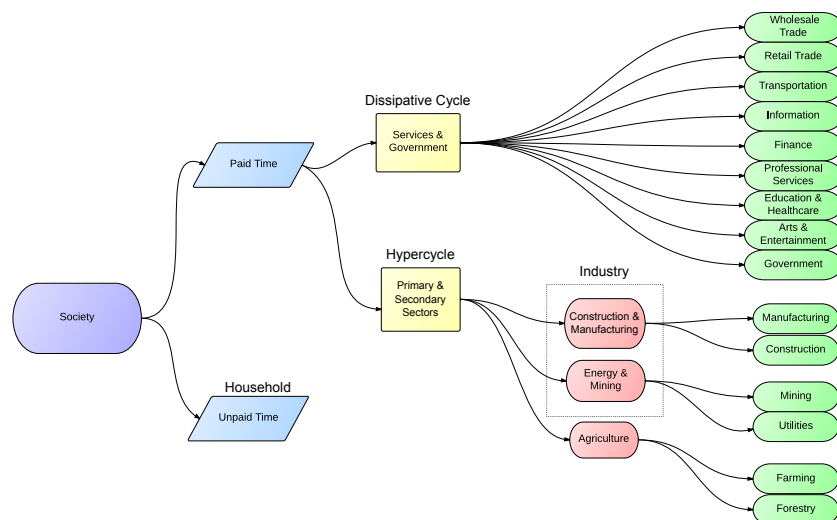 Wholesale
Trade
Retail Trade
Dissipative Cycle
Transportation
Services &
Government
Information
Finance
Paid Time
Professional
Services
Education &
Healthcare
Arts &
Entertainment
Hypercycle
Government
Industry
Primary &
Secondary
Sectors
Society
Construction &
Manufacturing
Manufacturing
Construction
Household
Energy &
Mining
Mining
Unpaid Time
Utilities
Agriculture
Farming
Forestry